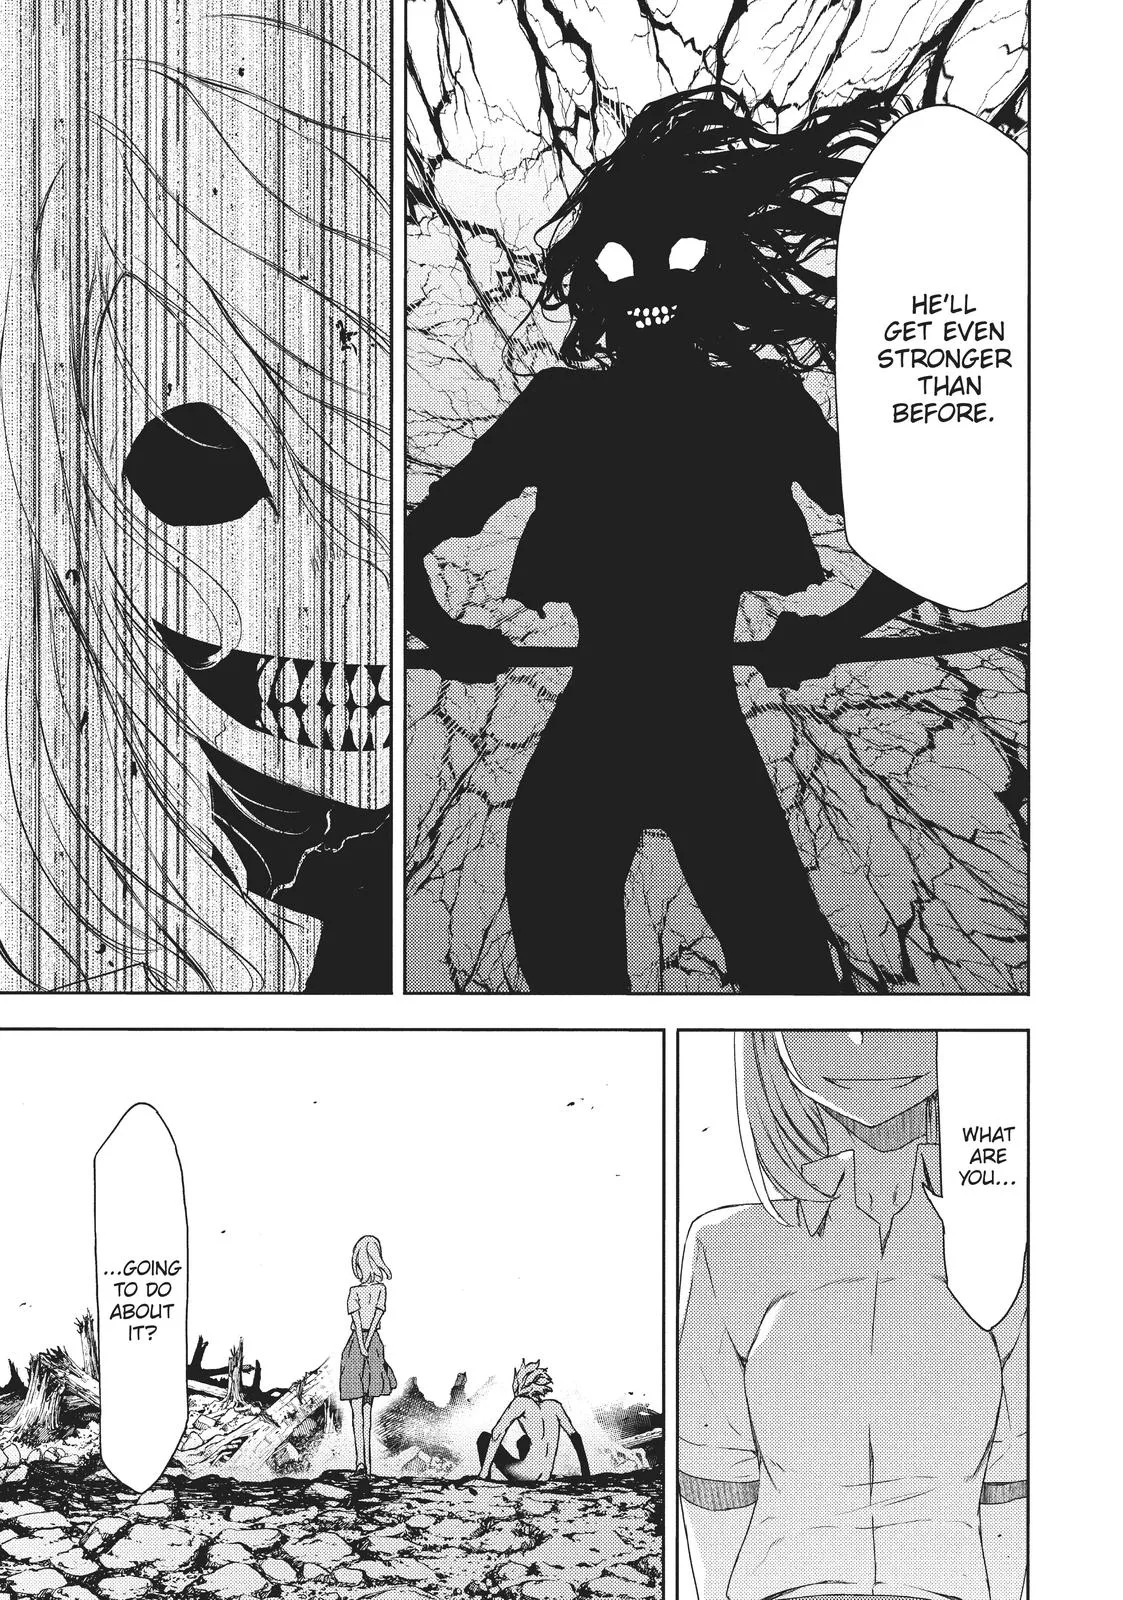 HE'LL
GET EVEN
STRONGER
THAN
BEFORE.
WHAT
ARE
YOU...
...GOING
TO DO
ABOUT
IT?